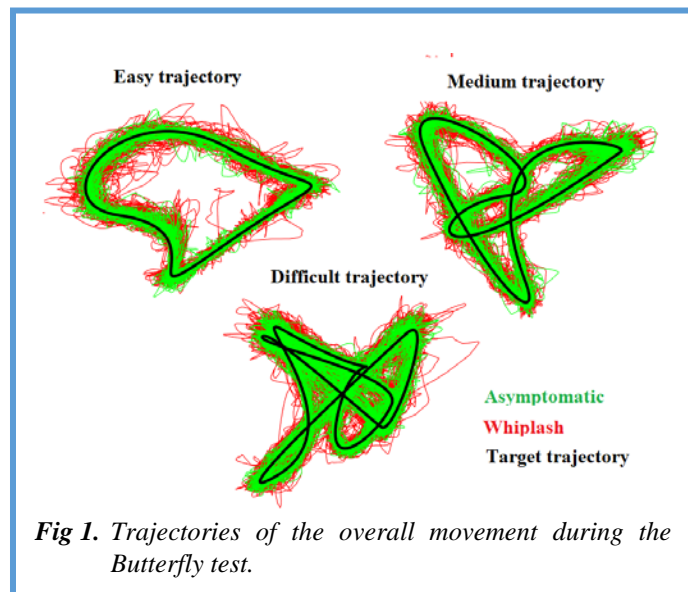 Easy trajectory
Medium trajectory
Difficult trajectory
Asymptomatic
Whiplash
Target trajectory
Fig 1. Trajectories of the overall movement during the
Butterfly test.